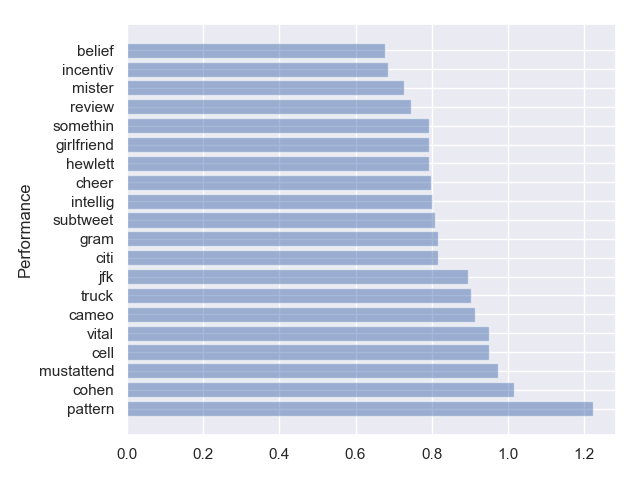 belief
incentiv
mister
review
somethin
girlfriend
hewlett
cheer
intellig
subtweet
gram
citi
jfk
truck
cameo
vital
cell
mustattend
cohen
pattern
Performance
0.0 0.2 0.4 0.6 0.8 1.0 1.2